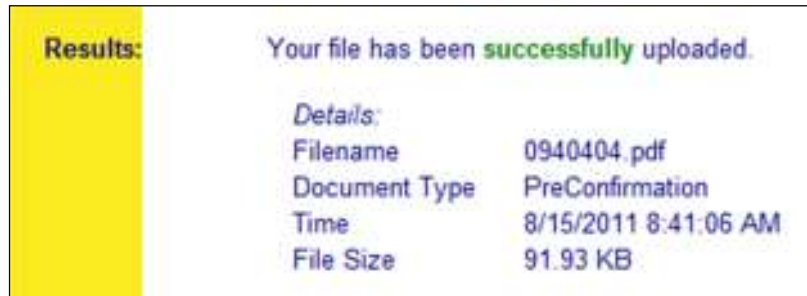 Results: Your file has been successfully uploaded.
Details:
Filename 0940404.pdf
Document Type PreConfirmation
Time 8/15/2011 8:41:06 AM
File Size 91.93 KB